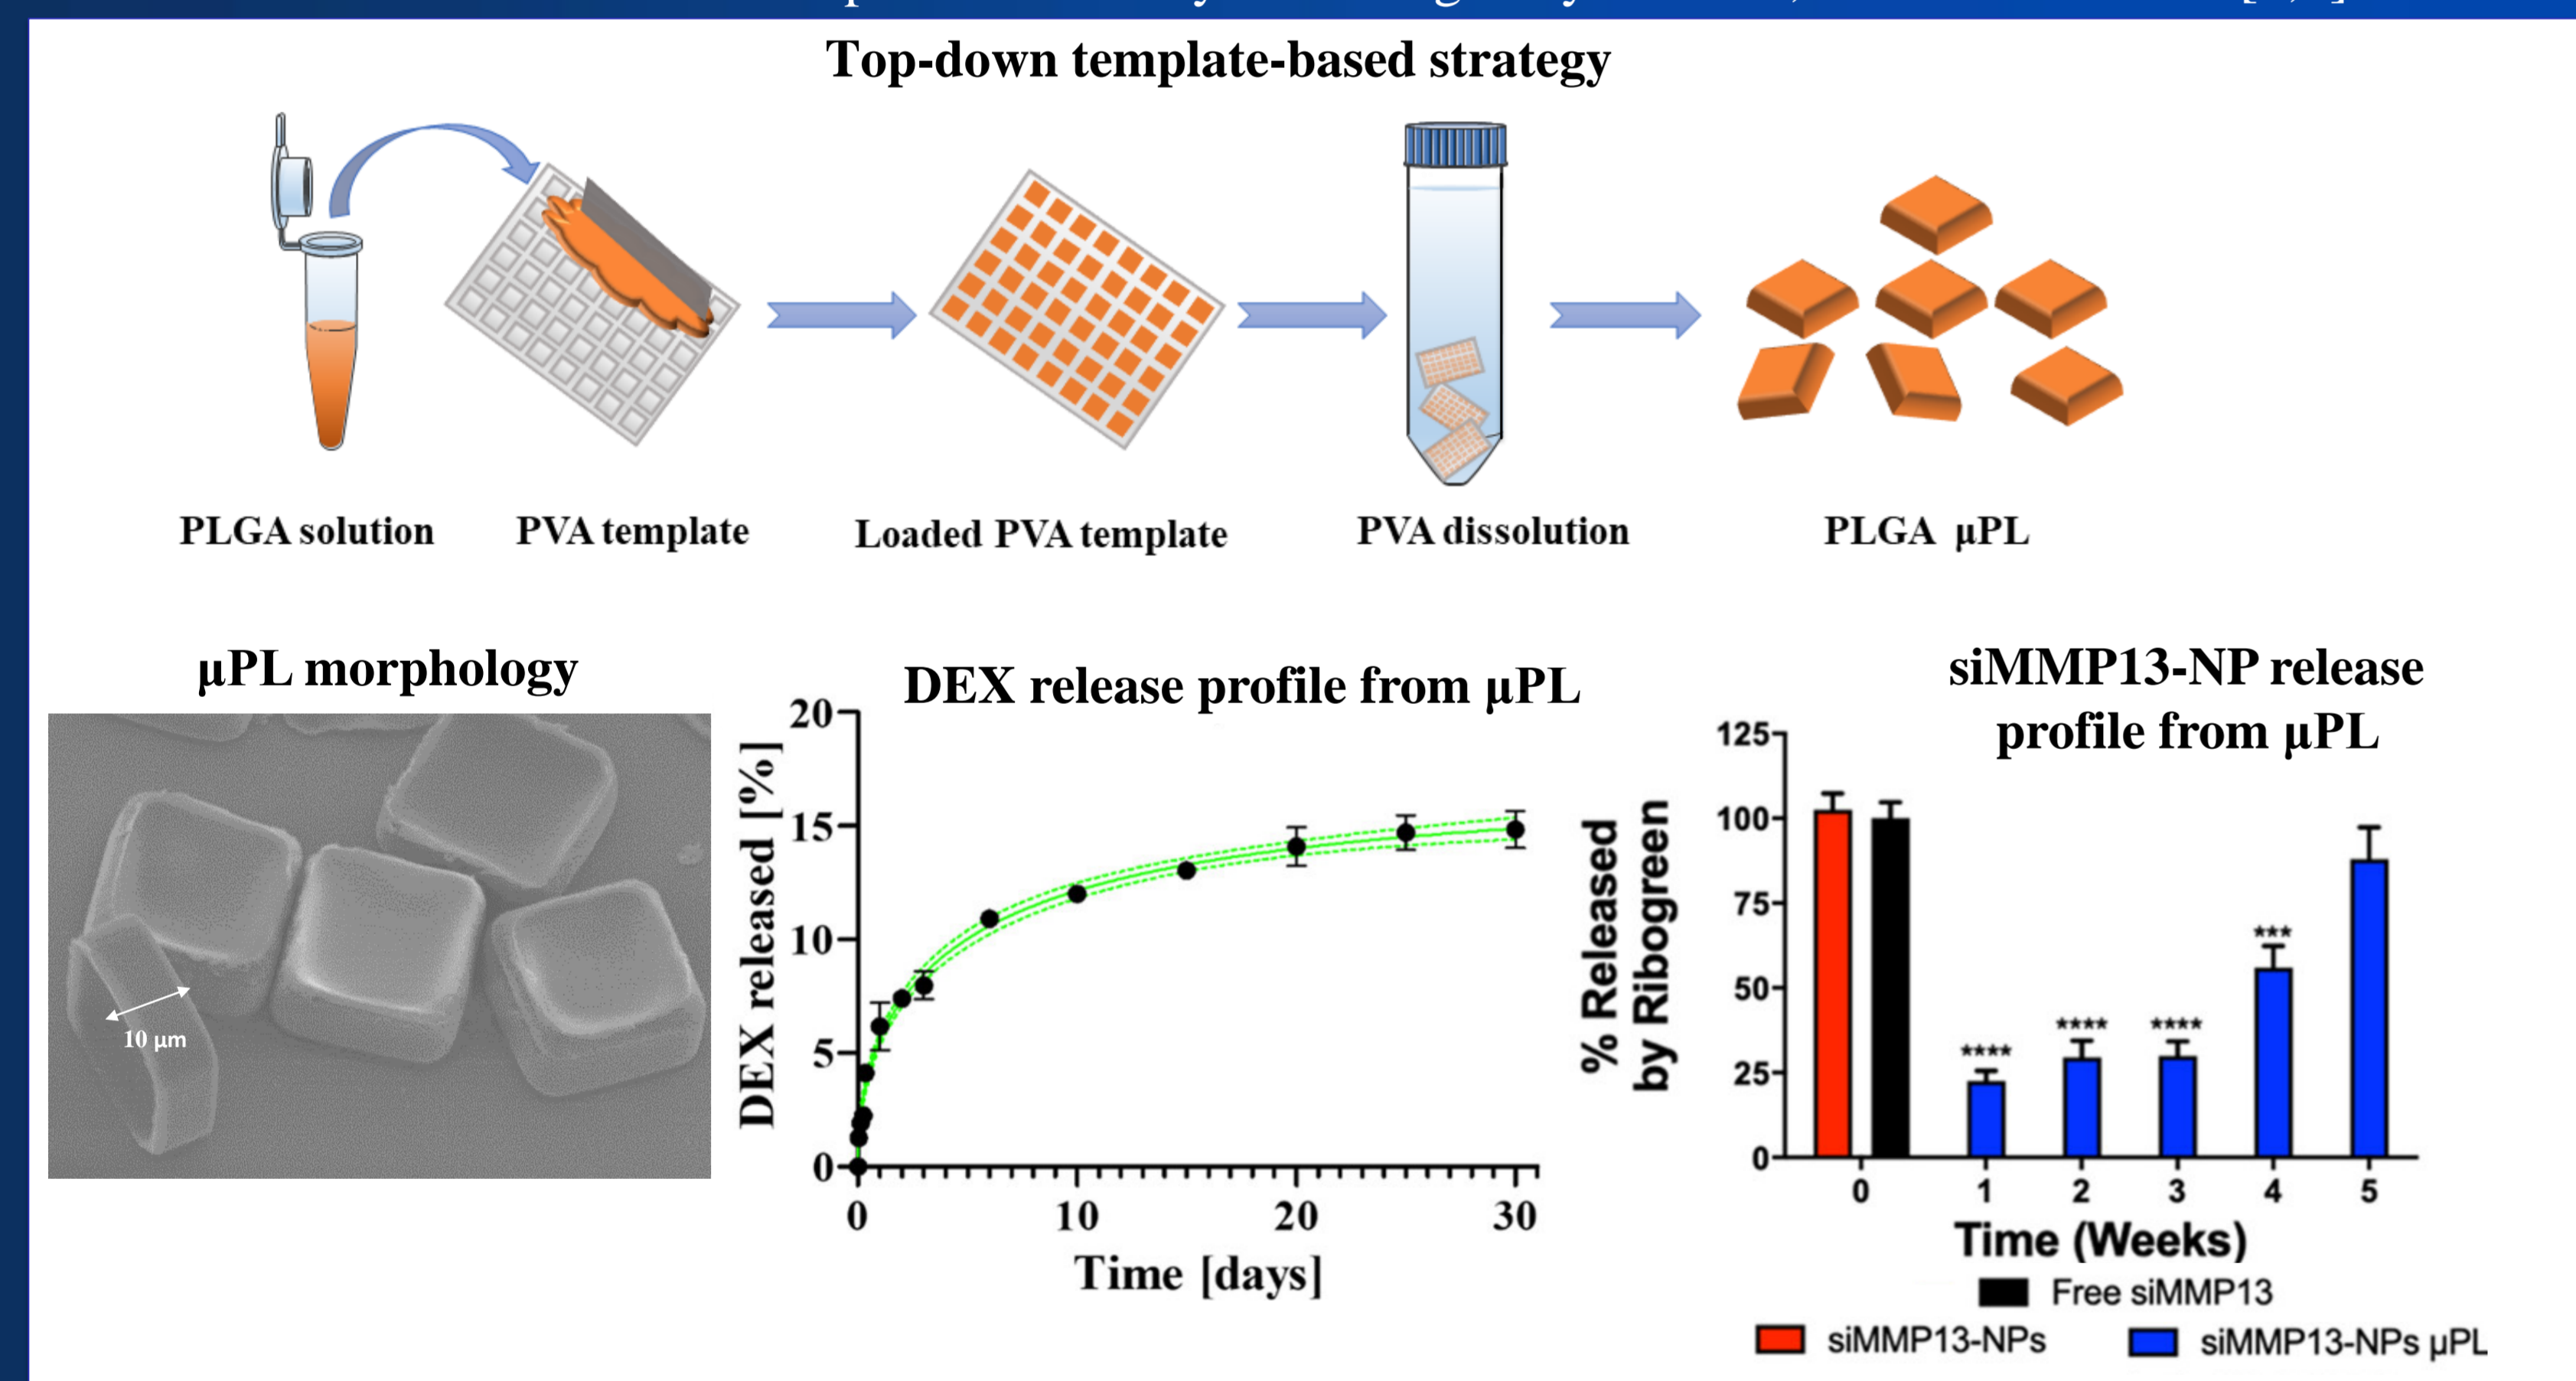 Top-down template-based strategy
PLGA solution
PVA template
Loaded PVA template
PVA dissolution
PLGA μPL
μPL morphology
10 μm
DEX release profile from μPL
DEX released [%]
20
15
10
5
0
0
10
20
30
Time [days]
siMMP13-NP release
profile from μPL
% Released
by Ribogreen
125
100
75
50
25
0
****
****
****
***
0
1
2
3
4
5
Time (Weeks)
Free siMMP13
siMMP13-NPs
siMMP13-NPs μPL